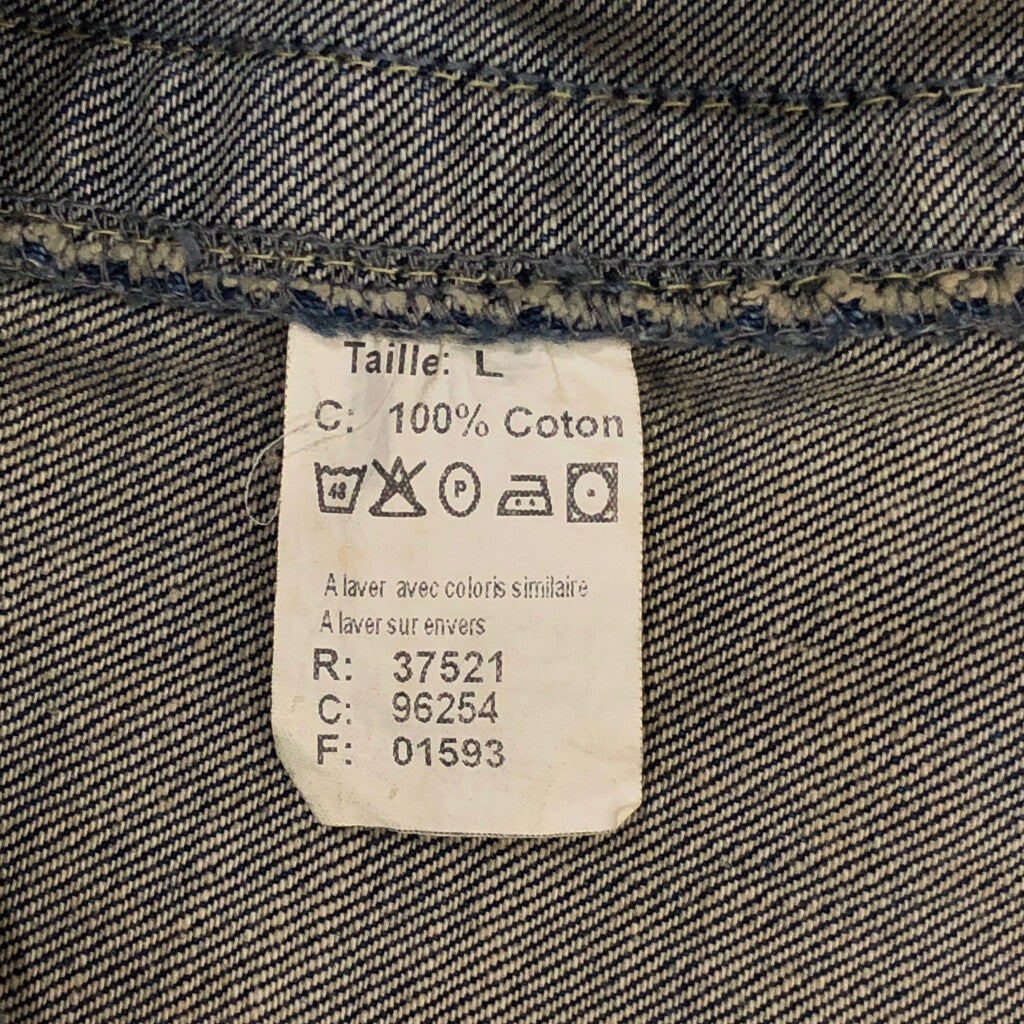 Taille: L
C: 100% Coton
P
A laver avec coloris similaire
A laver sur envers
R: 37521
C: 96254
F: 01593